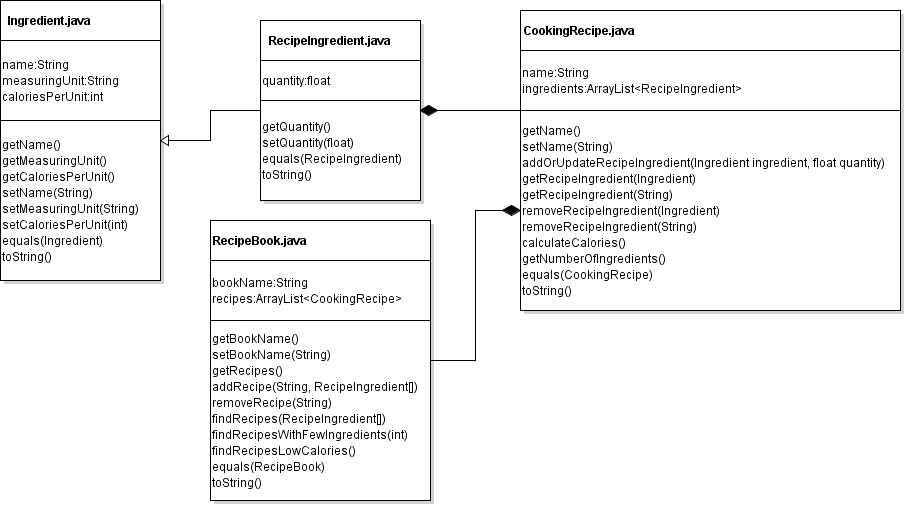 Ingredient.java
name:String
measuringUnit:String
caloriesPerUnit:int
getName()
getMeasuringUnit()
getCaloriesPerUnit()
setName(String)
setMeasuringUnit(String)
setCaloriesPerUnit(int)
equals(Ingredient)
toString()
RecipeIngredient.java
quantity:float
getQuantity()
setQuantity(float)
equals(RecipeIngredient)
toString()
CookingRecipe.java
name:String
ingredients:ArrayList<RecipeIngredient>
getName()
setName(String)
addOrUpdateRecipeIngredient(Ingredient ingredient, float quantity)
getRecipeIngredient(Ingredient)
getRecipeIngredient(String)
removeRecipeIngredient(Ingredient)
removeRecipeIngredient(String)
calculateCalories()
getNumberOfIngredients()
equals(CookingRecipe)
toString()
RecipeBook.java
bookName:String
recipes:ArrayList<CookingRecipe>
getBookName()
setBookName(String)
getRecipes()
addRecipe(String, RecipeIngredient[])
removeRecipe(String)
findRecipes(RecipeIngredient[])
findRecipesWithFewIngredients(int)
findRecipesLowCalories()
equals(RecipeBook)
toString()